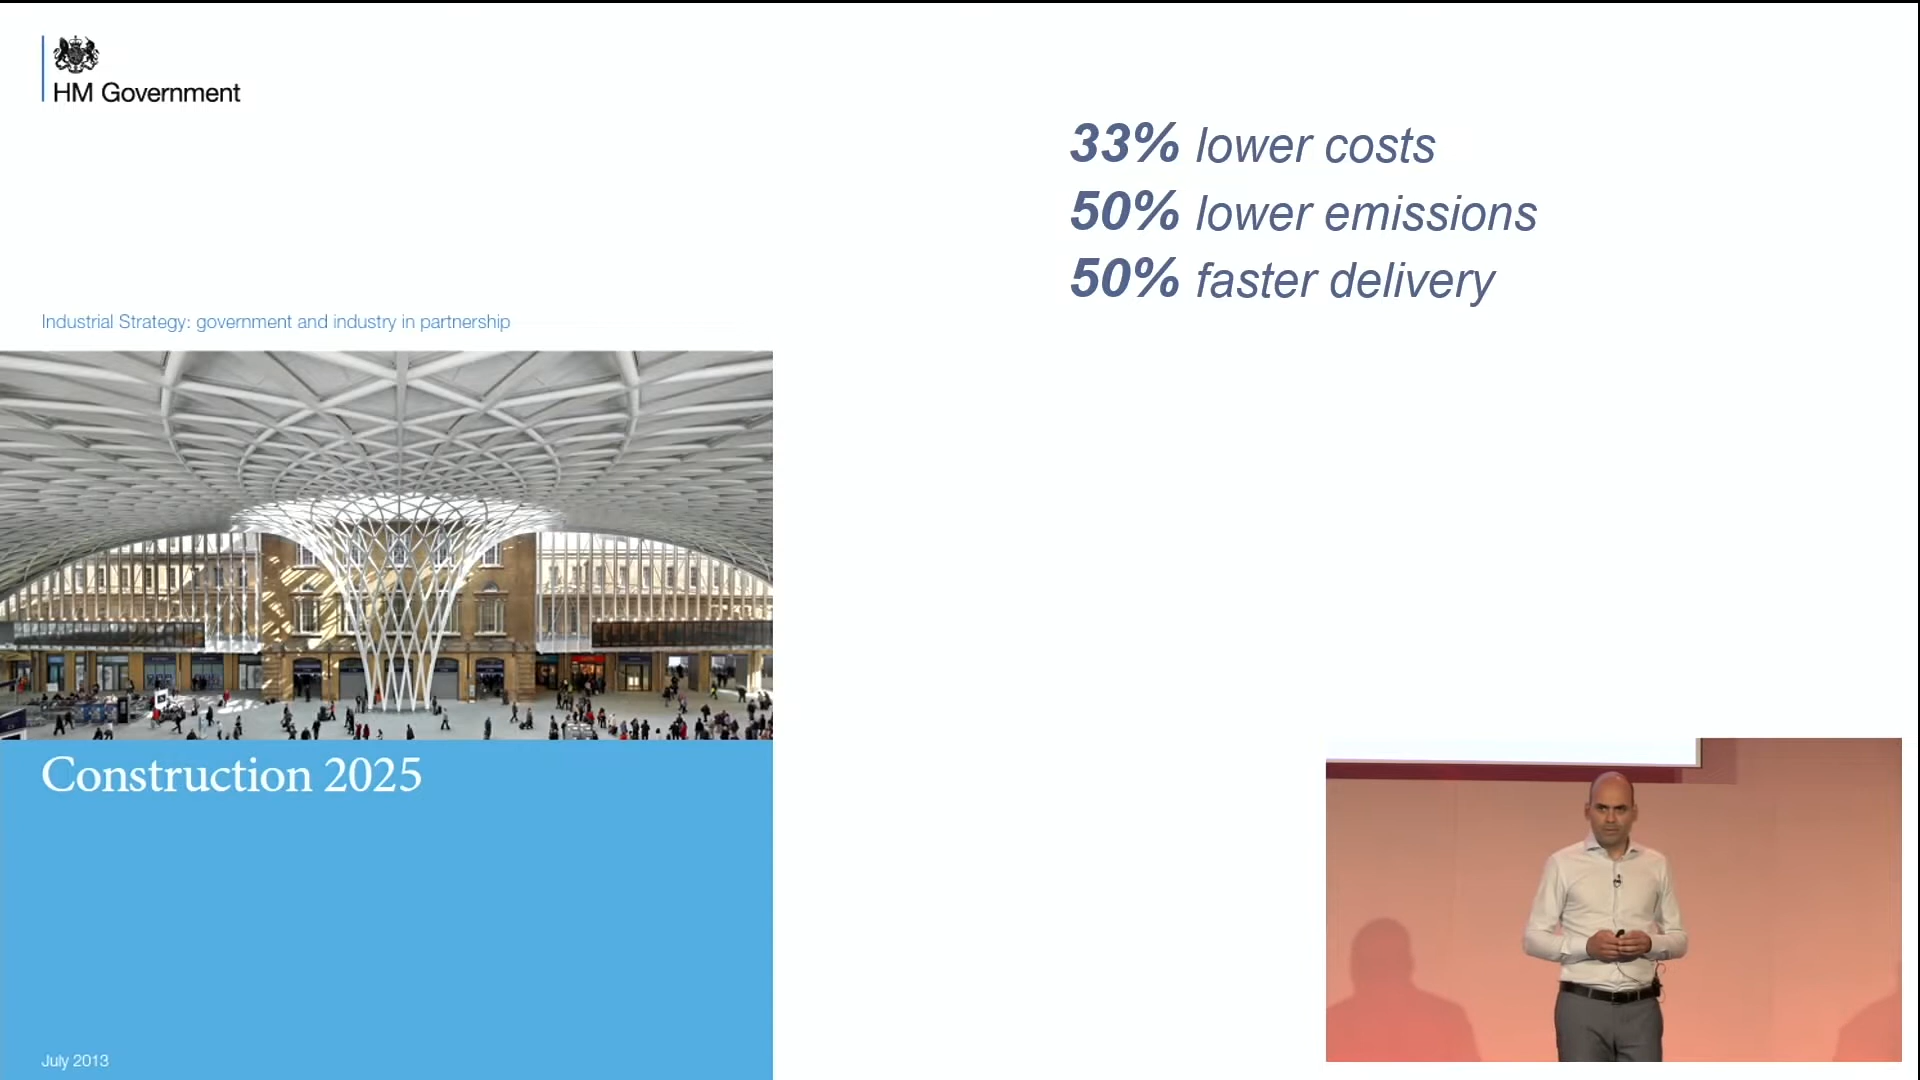 HM Government
33% lower costs
50% lower emissions
50% faster delivery
Industrial Strategy: government and industry in partnership
Construction 2025
July 2013